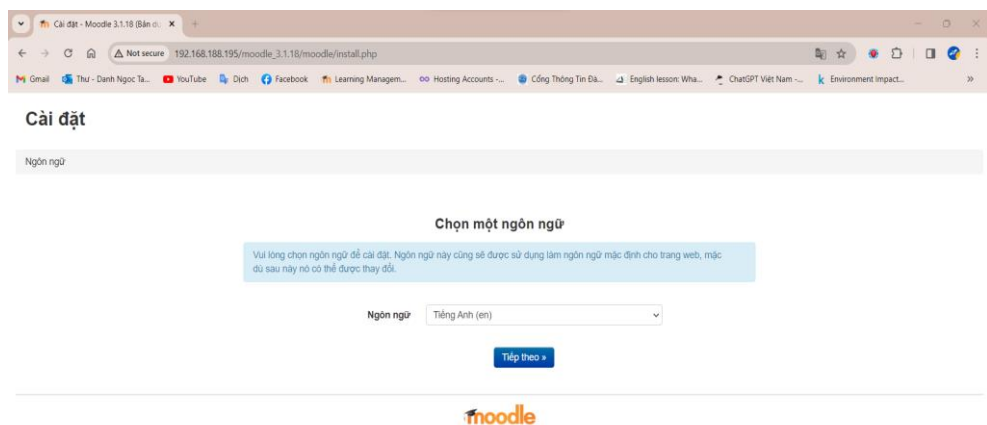 Cài đặt - Moodle 3.1.18 (Bản dị
Not secure 192.168.188.195/moodle_3.1.18/moodle/install.php
Gmail Thư - Danh Ngoc Ta... YouTube Dịch Facebook Learning Managem... Hosting Accounts -... Cổng Thông Tin Đà... English lesson: Wha... ChatGPT Việt Nam -... Environment Impact...
Cài đặt
Ngôn ngữ
Chọn một ngôn ngữ
Vui lòng chọn ngôn ngữ để cài đặt. Ngôn ngữ này cũng sẽ được sử dụng làm ngôn ngữ mặc định cho trang web, mặc
dù sau này nó có thể được thay đổi.
Ngôn ngữ Tiếng Anh (en)
Tiếp theo »
moodle